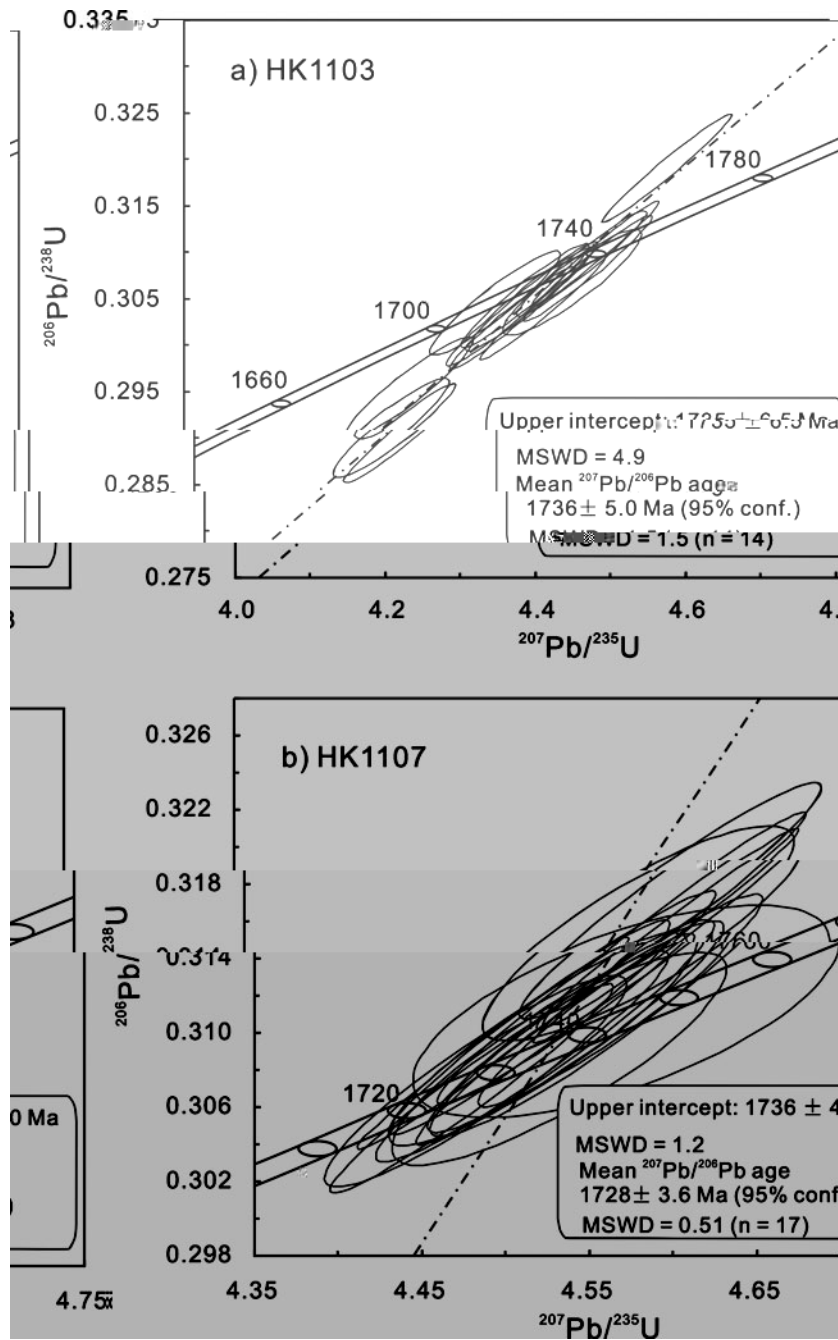 0.335
a) HK1103
0.325
1780
0.315
1740
206Pb/238U
0.305
1700
0.295
1660
Upper intercept:
Ma
MSWD = 4.9
0.285
Mean 207Pb/206Pb age
1736± 5.0 Ma (95% conf.)
MSWD = 1.5 (n = 14)
0.275
4.0
4.2
4.4
4.6
4.
207Pb/235U
0.326
b) HK1107
0.322
0.318
206Pb/238U
1760
0.314
0.310
1720
0.306
0 Ma
Upper intercept: 1736 ± 4
MSWD = 1.2
Mean 207Pb/206Pb age
0.302
1728± 3.6 Ma (95% conf
MSWD = 0.51 (n = 17)
0.298
4.75
4.35
4.45
4.55
4.65
207Pb/235U